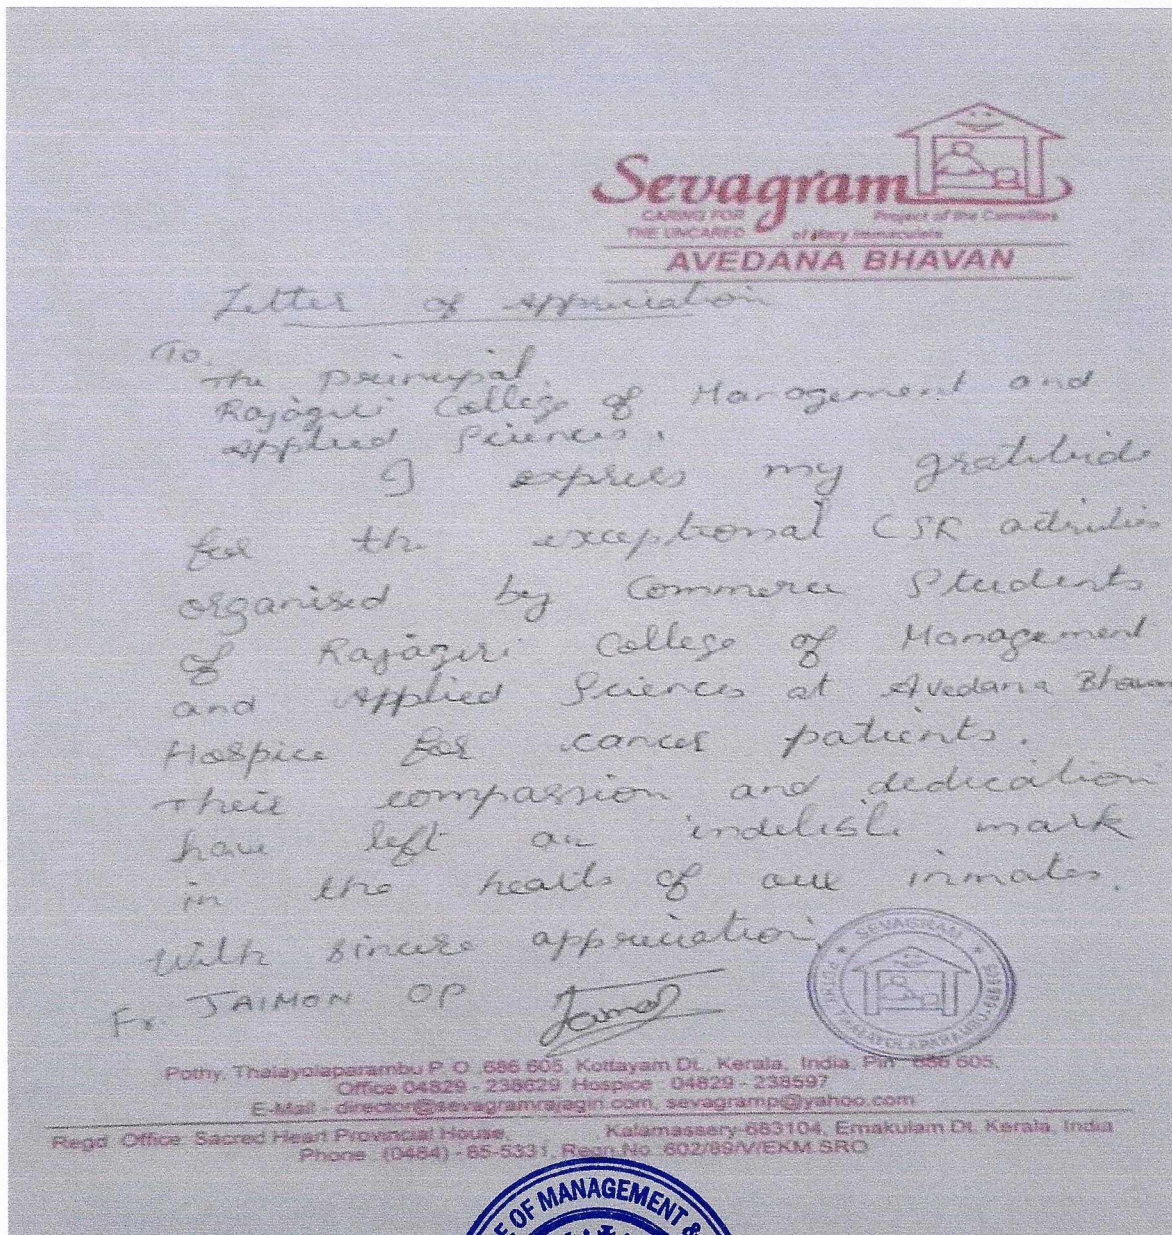 Sevagram
CARING FOR
THE UNCARED
Project of the Carmelites
of Mary Immaculate
AVEDANA BHAVAN
Letter of Appreciation
To.
The principal
Rajagiri College of Management and
Applied Sciences.
I express my gratitude
for the exceptional CSR activities
organised by Commerce Students
of Rajagiri College of Management
and Applied Sciences at Avedana Bhavan
Hospice for cancer patients.
Their compassion and dedication
have left an indelible mark
in the hearts of our inmates.
With sincere appreciation,
Fr. JAIMON OP
SEVAGRAM
POTHY, THALAYOLAPARAMBU-686605
Pothy, Thalayolaparambu P. O. 686 605, Kottayam Dt., Kerala, India, Pin - 686 605,
Office 04829 - 238629 Hospice : 04829 - 238597
E-Mail - director@sevagramrajagiri.com, sevagramp@yahoo.com
Regd. Office: Sacred Heart Provincial House, Kalamassery-683104, Ernakulam Dt. Kerala, India
Phone : (0484) - 85-5331, Regn.No. 602/89/V/EKM.SRO
OF MANAGEMENT &